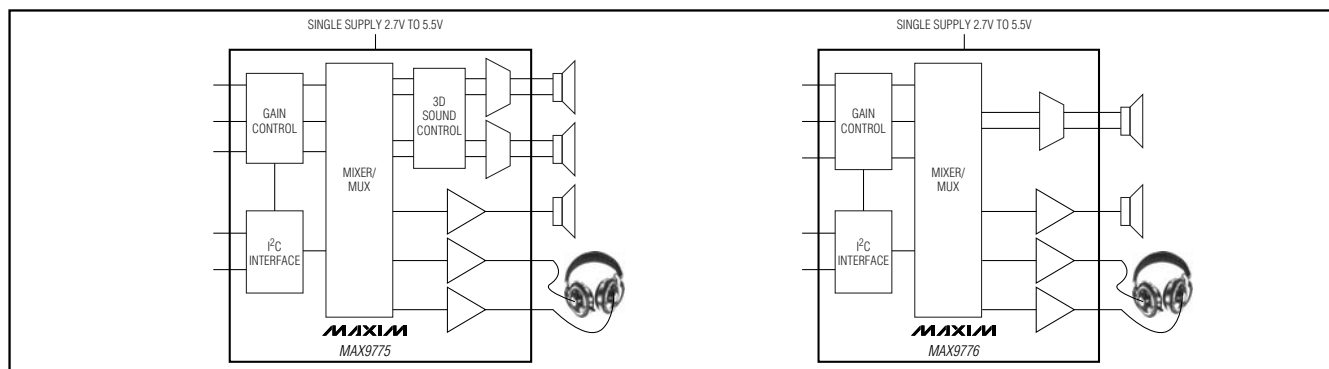 SINGLE SUPPLY 2.7V TO 5.5V
GAIN
CONTROL
I²C
INTERFACE
MIXER/
MUX
3D
SOUND
CONTROL
MAXIM
MAX9775
SINGLE SUPPLY 2.7V TO 5.5V
GAIN
CONTROL
I²C
INTERFACE
MIXER/
MUX
MAXIM
MAX9776